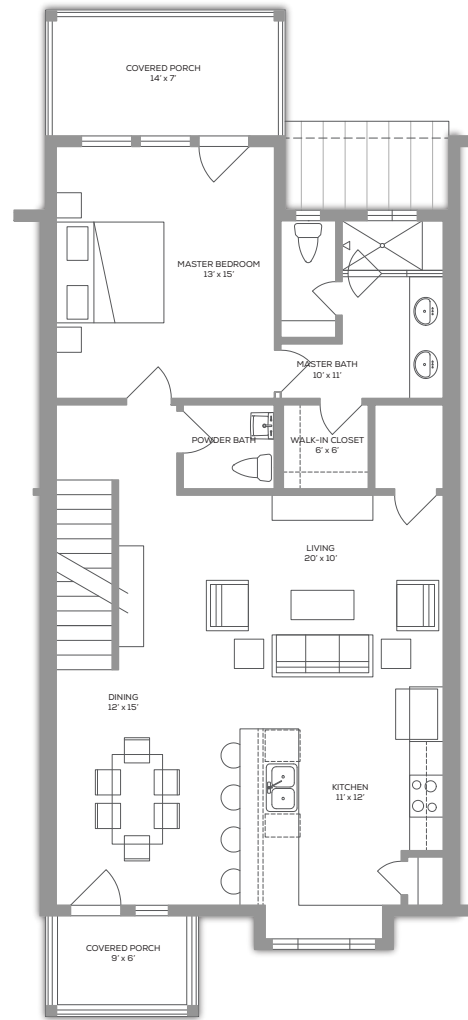 COVERED PORCH
14' x 7'
MASTER BEDROOM
13' x 15'
MASTER BATH
10' x 11'
POWDER BATH
WALK-IN CLOSET
6' x 6'
LIVING
20' x 10'
DINING
12' x 15'
KITCHEN
11' x 12'
COVERED PORCH
9' x 6'